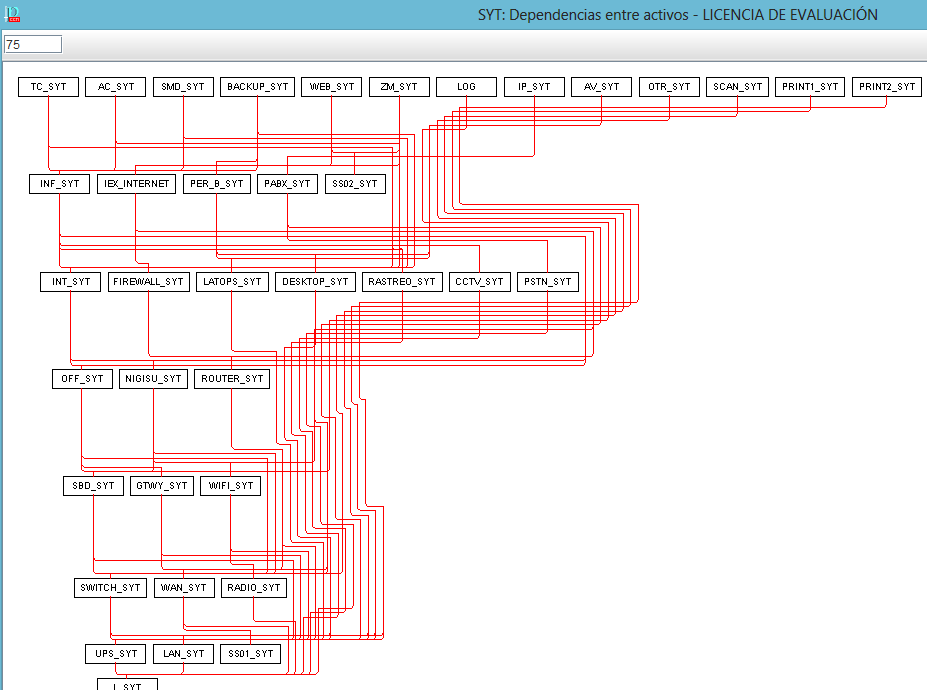 SYT: Dependencias entre activos - LICENCIA DE EVALUACIÓN
75
TC_SYT AC_SYT SMD_SYT BACKUP_SYT WEB_SYT ZM_SYT LOG IP_SYT AV_SYT OTR_SYT SCAN_SYT PRINT1_SYT PRINT2_SYT
INF_SYT IEX_INTERNET PER_B_SYT PABX_SYT SS02_SYT
INT_SYT FIREWALL_SYT LATOPS_SYT DESKTOP_SYT RASTREO_SYT CCTV_SYT PSTN_SYT
OFF_SYT NIGISU_SYT ROUTER_SYT
SBD_SYT GTWY_SYT WIFI_SYT
SWITCH_SYT WAN_SYT RADIO_SYT
UPS_SYT LAN_SYT SS01_SYT